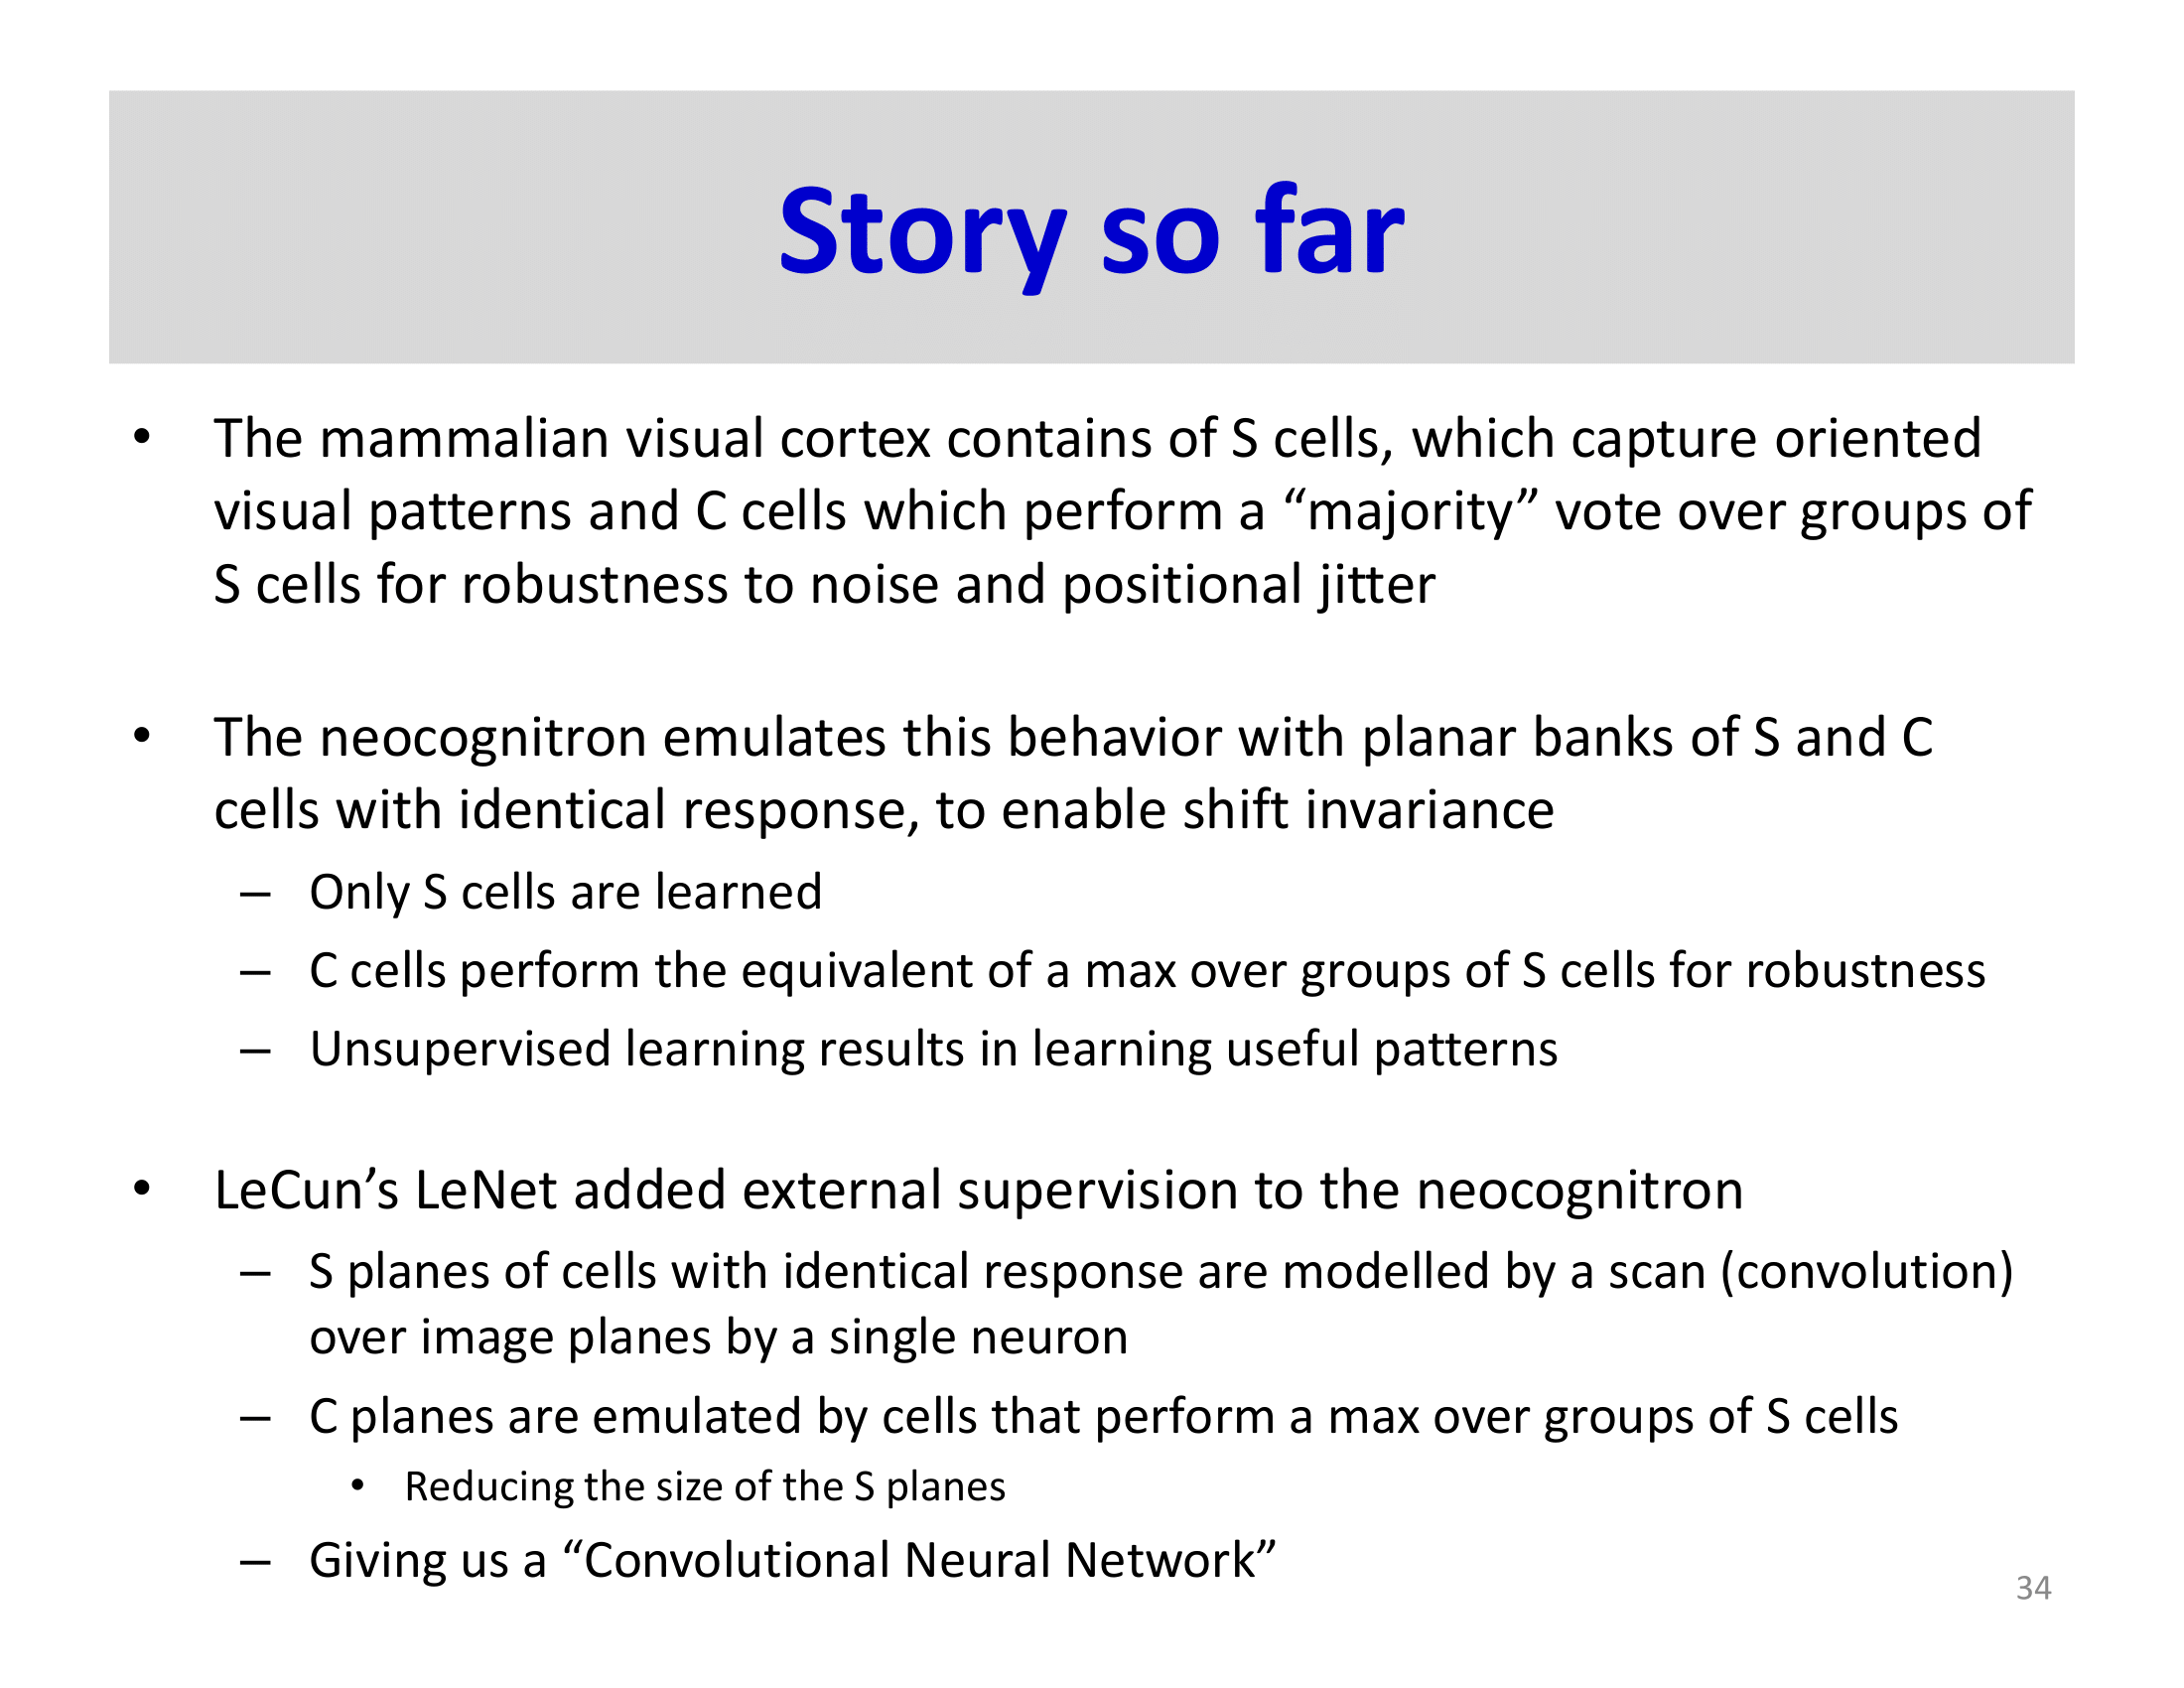 Story so far
• The mammalian visual cortex contains of S cells, which capture oriented
visual patterns and C cells which perform a “majority” vote over groups of
S cells for robustness to noise and positional jitter
• The neocognitron emulates this behavior with planar banks of S and C
cells with identical response, to enable shift invariance
– Only S cells are learned
– C cells perform the equivalent of a max over groups of S cells for robustness
– Unsupervised learning results in learning useful patterns
• LeCun’s LeNet added external supervision to the neocognitron
– S planes of cells with identical response are modelled by a scan (convolution)
over image planes by a single neuron
– C planes are emulated by cells that perform a max over groups of S cells
• Reducing the size of the S planes
– Giving us a “Convolutional Neural Network”
34